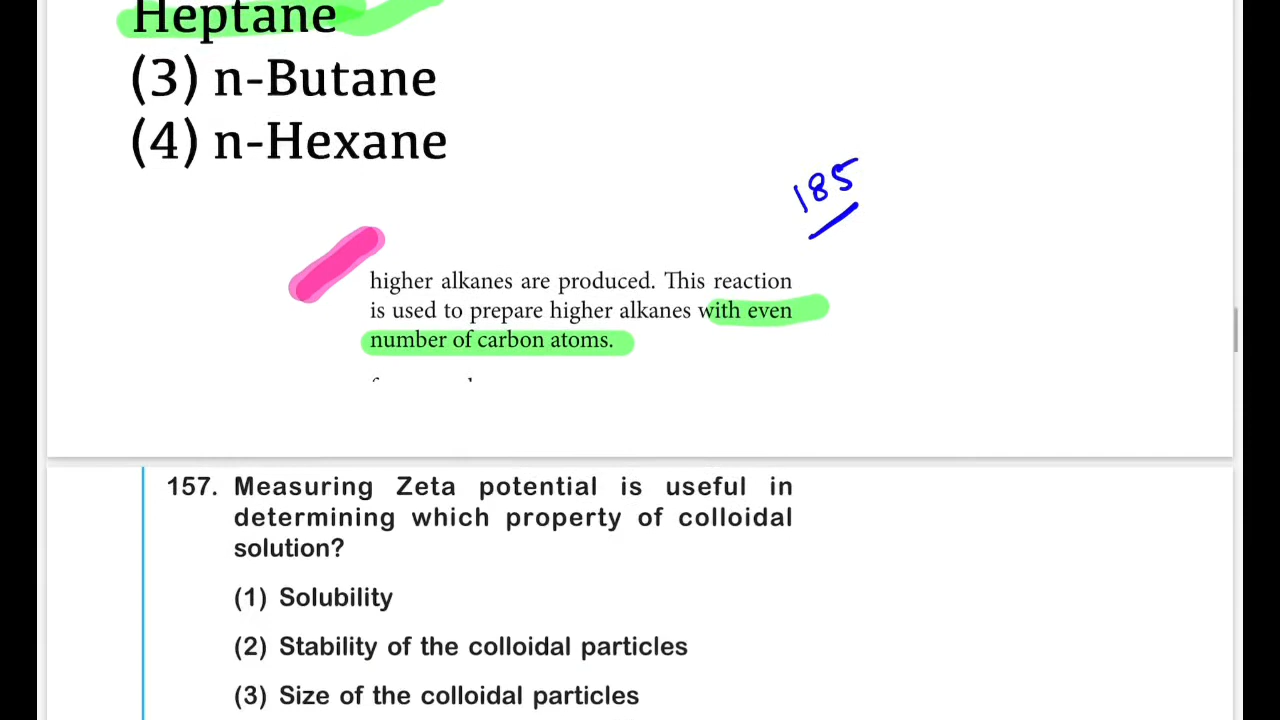 Heptane
(3) n-Butane
(4) n-Hexane
185
higher alkanes are produced. This reaction
is used to prepare higher alkanes with even
number of carbon atoms.
157. Measuring Zeta potential is useful in
determining which property of colloidal
solution?
(1) Solubility
(2) Stability of the colloidal particles
(3) Size of the colloidal particles